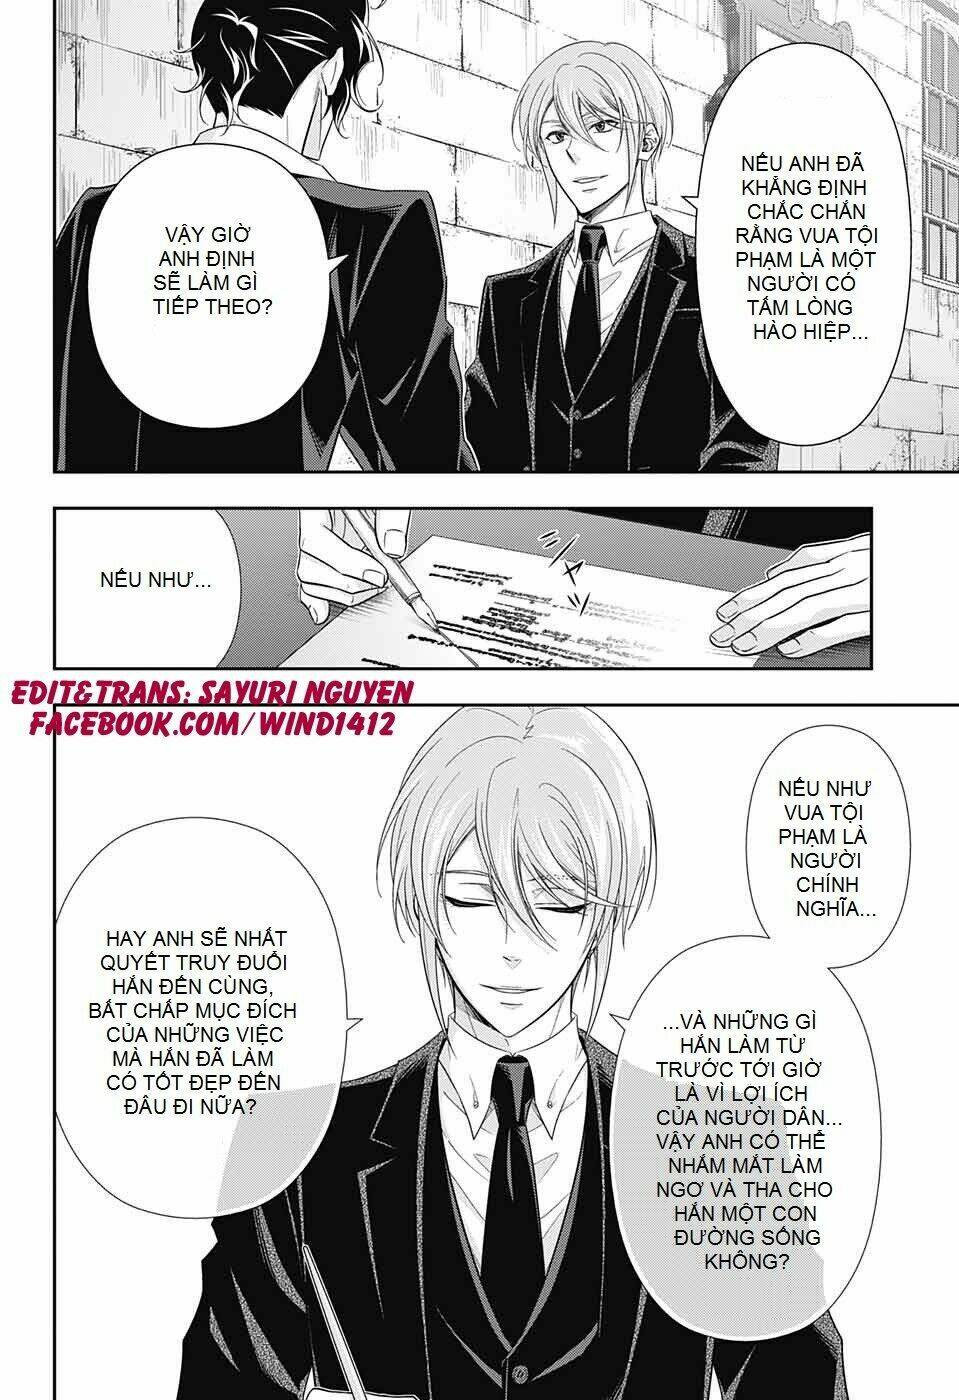 NẾU ANH ĐÃ
KHẲNG ĐỊNH
CHẮC CHẮN
RẰNG VUA TỘI
PHẠM LÀ MỘT
NGƯỜI CÓ
TẤM LÒNG
HÀO HIỆP...
VẬY GIỜ
ANH ĐỊNH
SẼ LÀM GÌ
TIẾP THEO?
NẾU NHƯ...
EDIT&TRANS: SAYURI NGUYEN
FACEBOOK.COM/WIND1412
NẾU NHƯ
VUA TỘI
PHẠM LÀ
NGƯỜI
CHÍNH
NGHĨA...
...VÀ NHỮNG GÌ
HẮN LÀM TỪ
TRƯỚC TỚI GIỜ
LÀ VÌ LỢI ÍCH
CỦA NGƯỜI DÂN...
VẬY ANH CÓ THỂ
NHẮM MẮT LÀM
NGƠ VÀ THA CHO
HẮN MỘT CON
ĐƯỜNG SỐNG
KHÔNG?
HAY ANH SẼ NHẤT
QUYẾT TRUY ĐUỔI
HẮN ĐẾN CÙNG,
BẤT CHẤP MỤC ĐÍCH
CỦA NHỮNG VIỆC
MÀ HẮN ĐÃ LÀM
CÓ TỐT ĐẸP ĐẾN
ĐÂU ĐI NỮA?